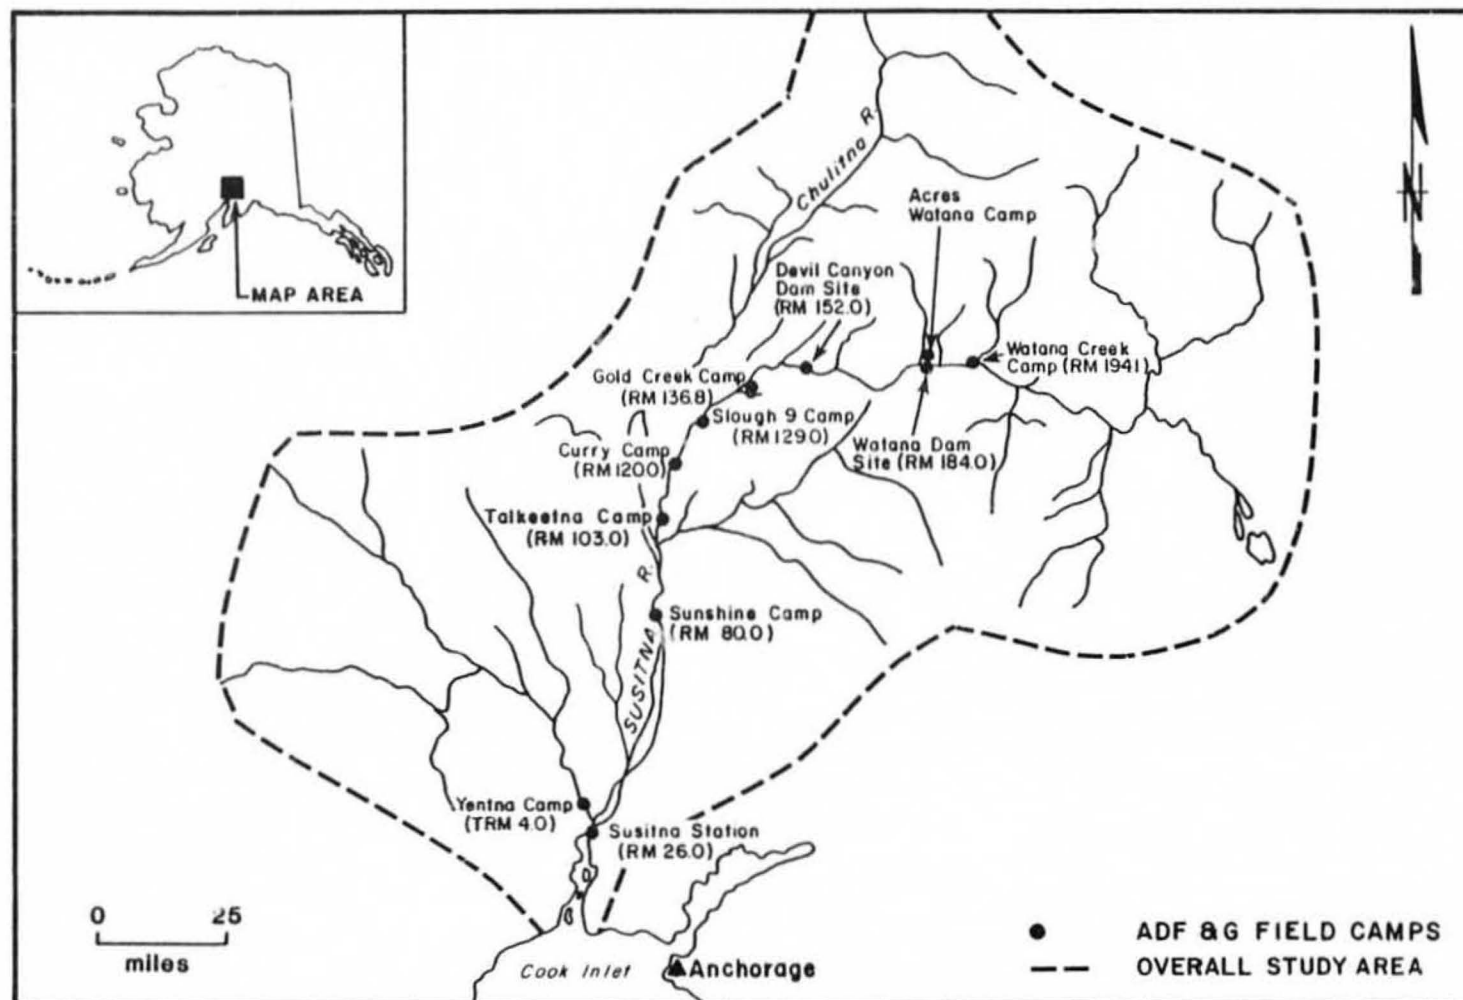 MAP AREA
Chulitna R.
Acres
Watana Camp
Devil Canyon
Dam Site
(RM 152.0)
Watana Creek
Camp (RM 194.1)
Gold Creek Camp
(RM 136.8)
Slough 9 Camp
(RM 129.0)
Watana Dam
Site (RM 184.0)
Curry Camp
(RM 120.0)
Talkeetna Camp
(RM 103.0)
SUSITNA R.
Sunshine Camp
(RM 80.0)
Yentna Camp
(TRM 4.0)
Susitna Station
(RM 26.0)
0 25
miles
Cook Inlet
Anchorage
N
ADF & G FIELD CAMPS
OVERALL STUDY AREA